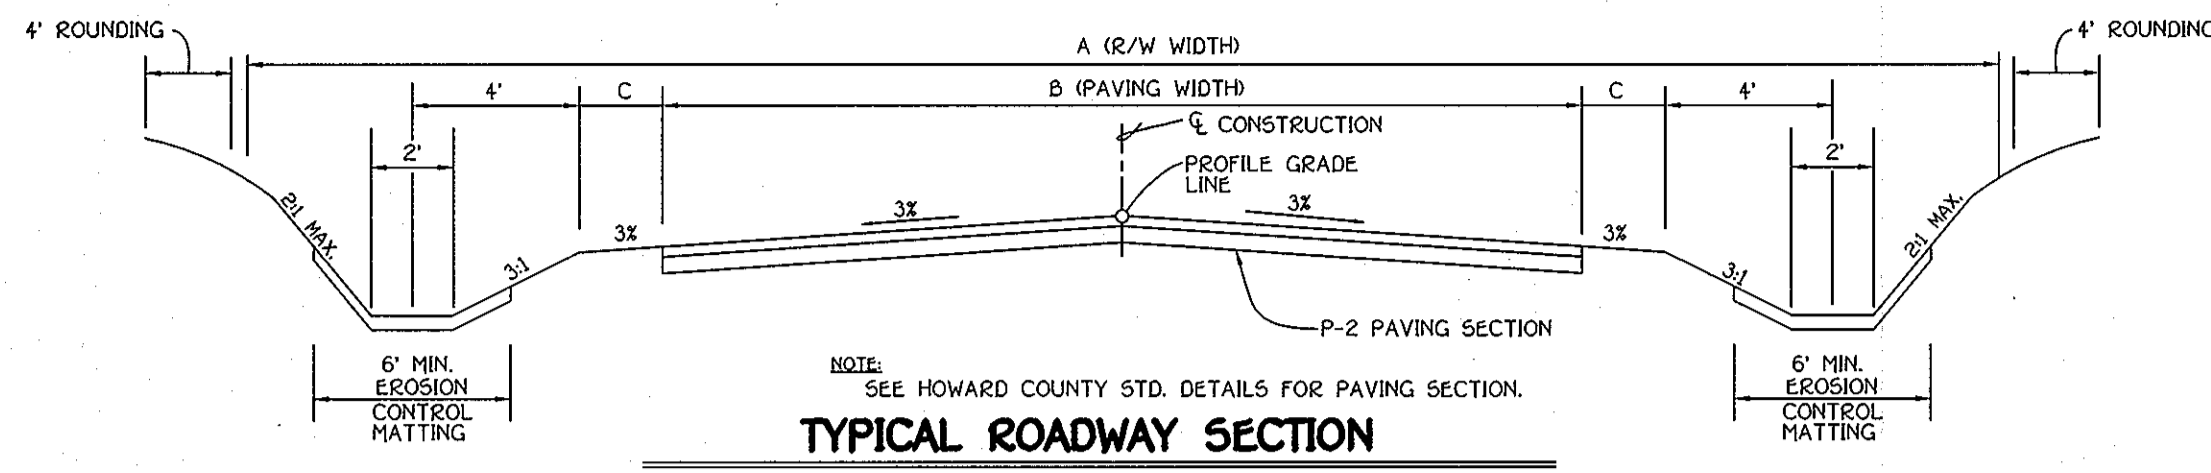 4' ROUNDING
A (R/W WIDTH)
4' ROUNDING
4'
C
B (PAVING WIDTH)
C
4'
℄ CONSTRUCTION
2'
PROFILE GRADE
LINE
2'
2:1 MAX.
3:1
3%
3%
3%
3%
3:1
2:1 MAX.
P-2 PAVING SECTION
6' MIN.
EROSION
CONTROL
MATTING
NOTE:
SEE HOWARD COUNTY STD. DETAILS FOR PAVING SECTION.
6' MIN.
EROSION
CONTROL
MATTING
TYPICAL ROADWAY SECTION